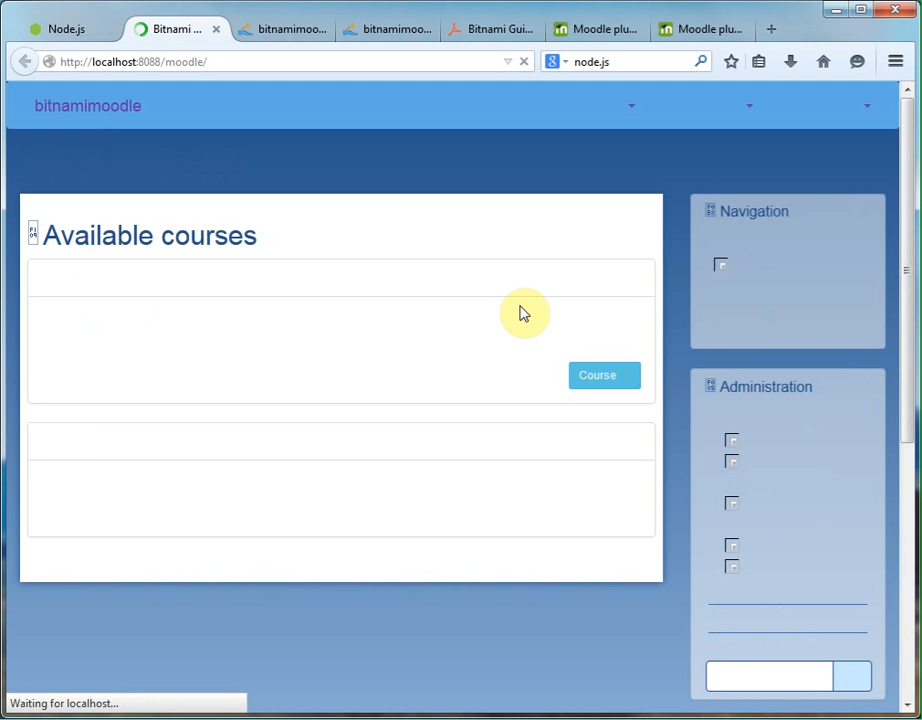 Node.js
Bitnami ...
bitnamimoo...
bitnamimoo...
Bitnami Gui...
Moodle plu...
Moodle plu...
http://localhost:8088/moodle/
node.js
bitnamimoodle
Available courses
Course
Navigation
Administration
Waiting for localhost...